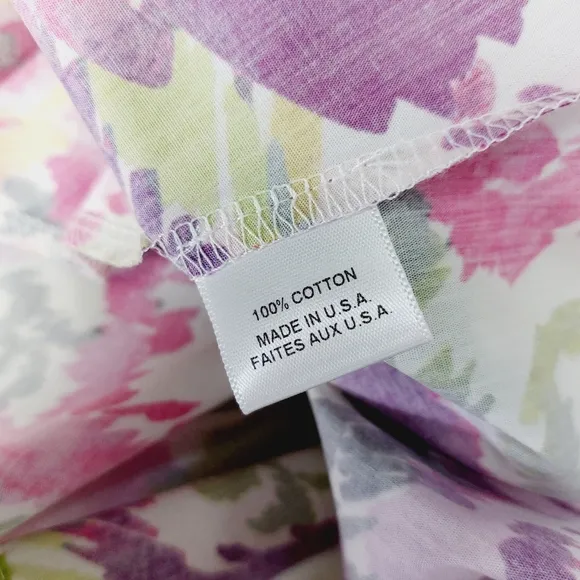 100% COTTON
MADE IN U.S.A.
FAITES AUX U.S.A.